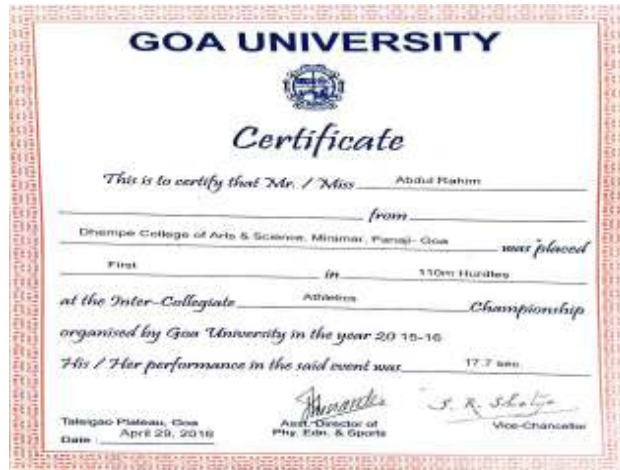 GOA UNIVERSITY
Certificate
This is to certify that Mr. / Miss Abdul Rahim
from
Dhempe College of Arts & Science, Miramar, Panaji- Goa was placed
First in 110m Hurdles
at the Inter-Collegiate Athletics Championship
organised by Goa University in the year 20 15-16
His / Her performance in the said event was 17.7 sec
Taleigao Plateau, Goa
Date : April 29, 2016
Asst. Director of
Phy. Edn. & Sports
Vice-Chancellor